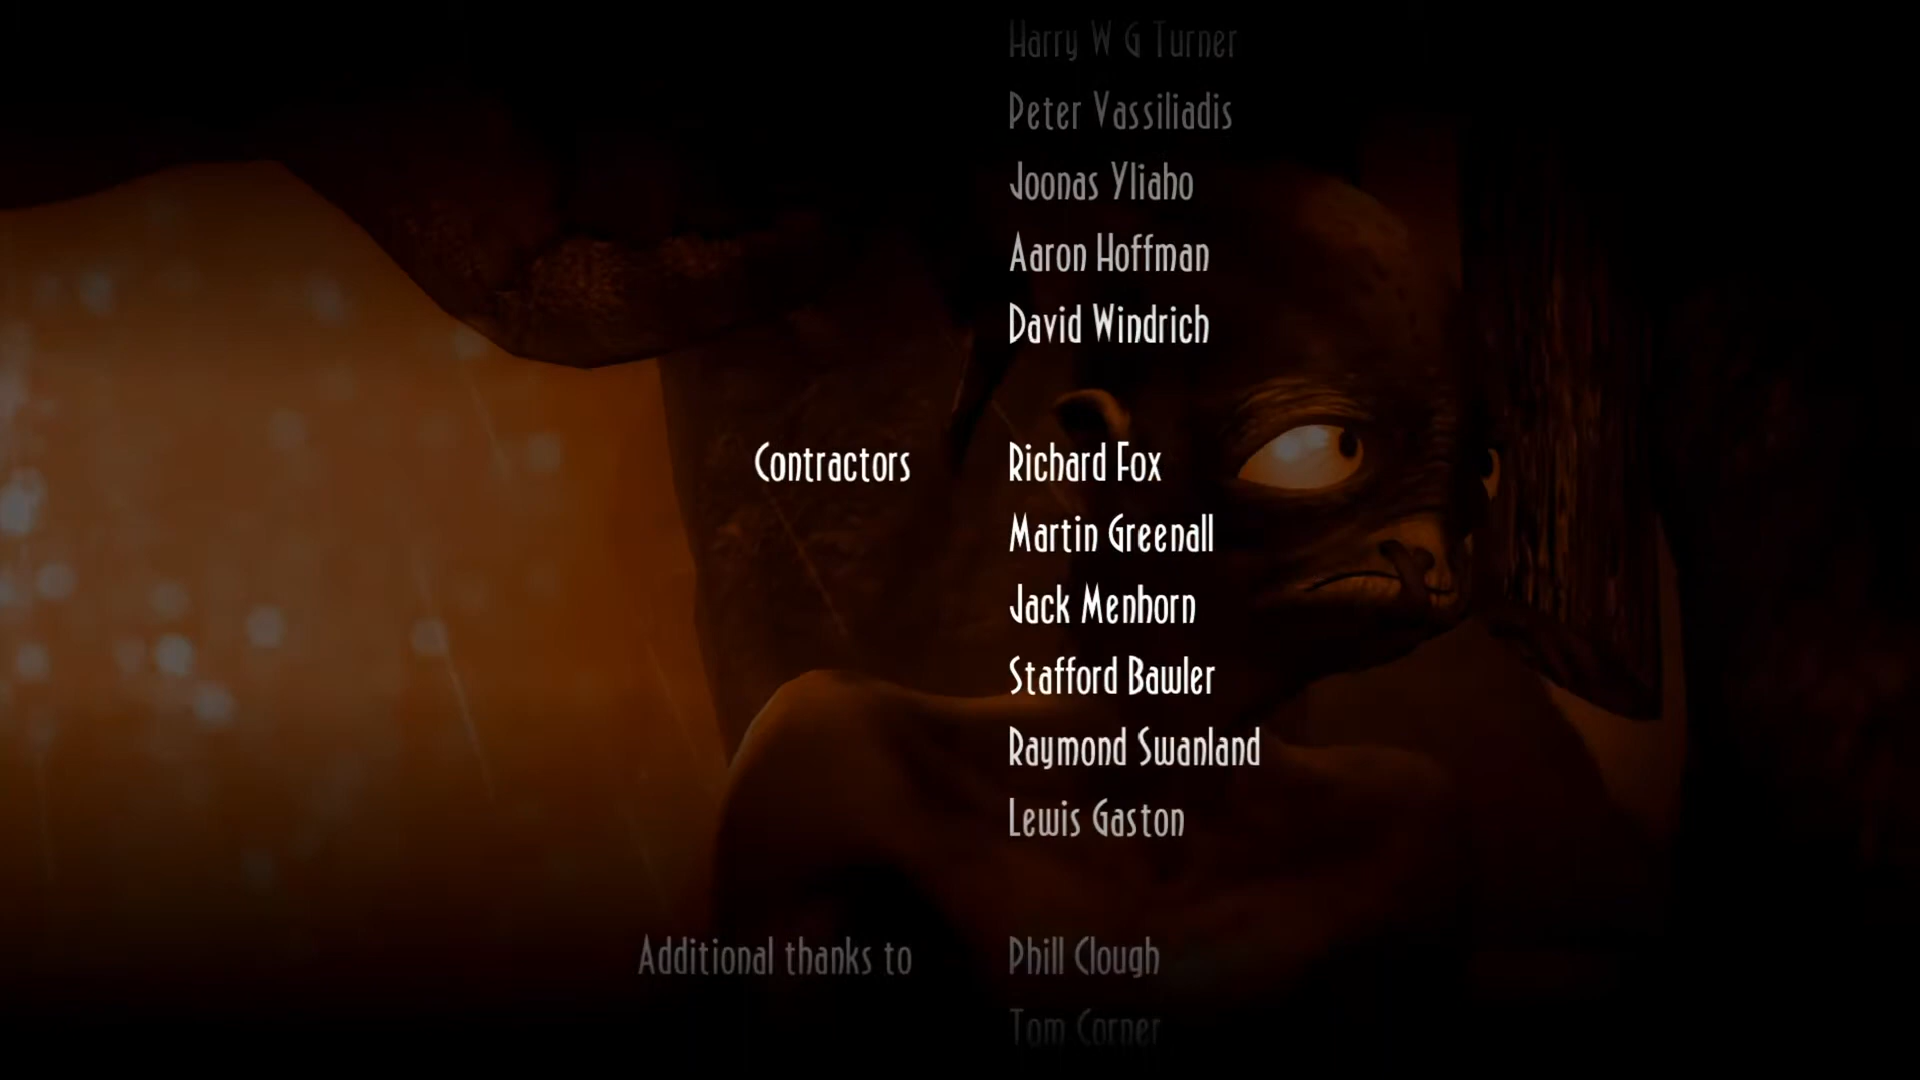 Harry W G Turner
Peter Vassiliadis
Joonas Yliaho
Aaron Hoffman
David Windrich
Contractors Richard Fox
Martin Greenall
Jack Menhorn
Stafford Bawler
Raymond Swanland
Lewis Gaston
Additional thanks to Phill Clough
Tom Corner